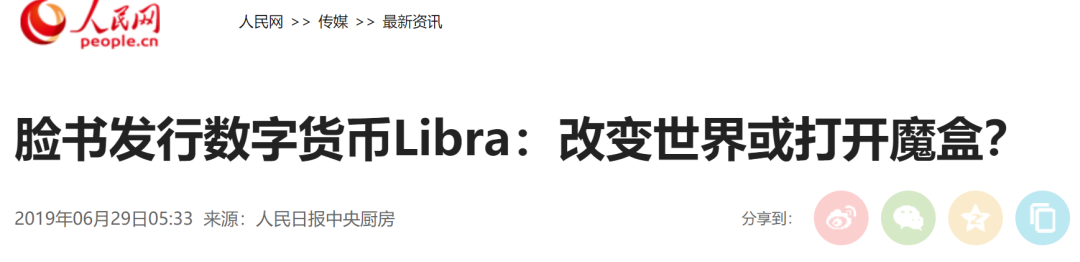 人民网
people.cn
人民网 >> 传媒 >> 最新资讯
脸书发行数字货币Libra：改变世界或打开魔盒？
2019年06月29日05:33 来源：人民日报中央厨房
分享到：